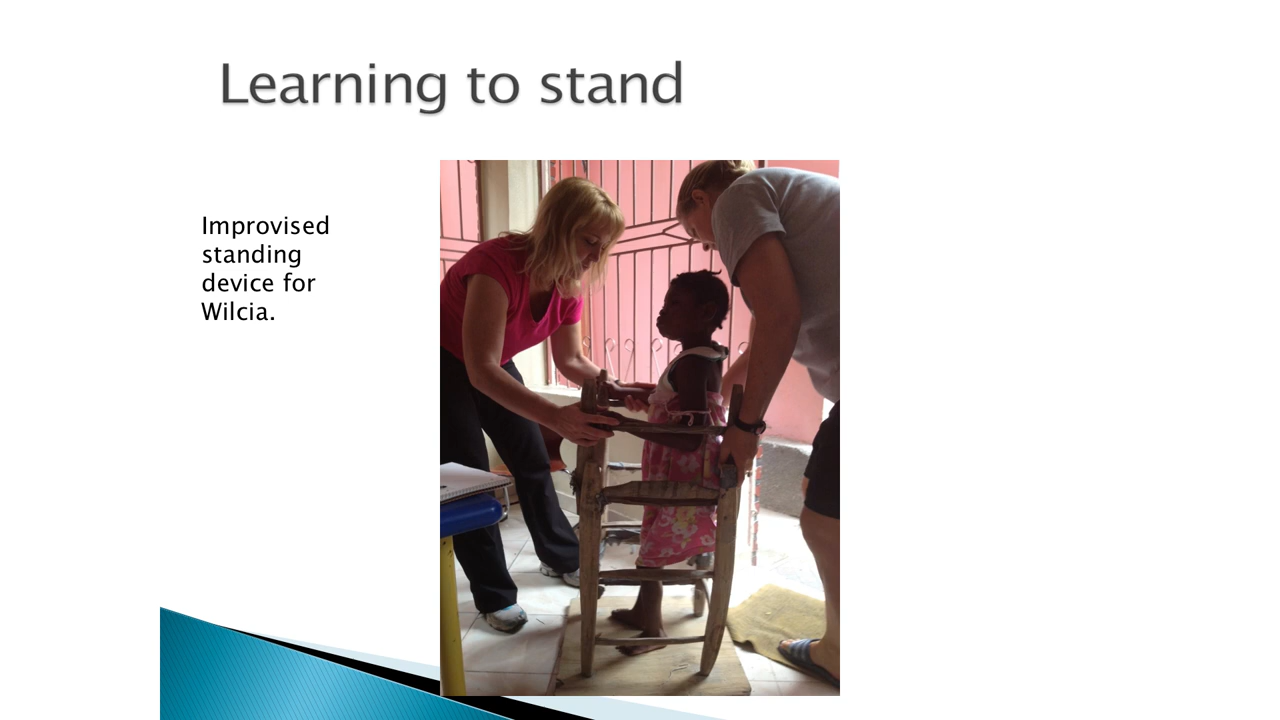 Learning to stand
Improvised
standing
device for
Wilcia.